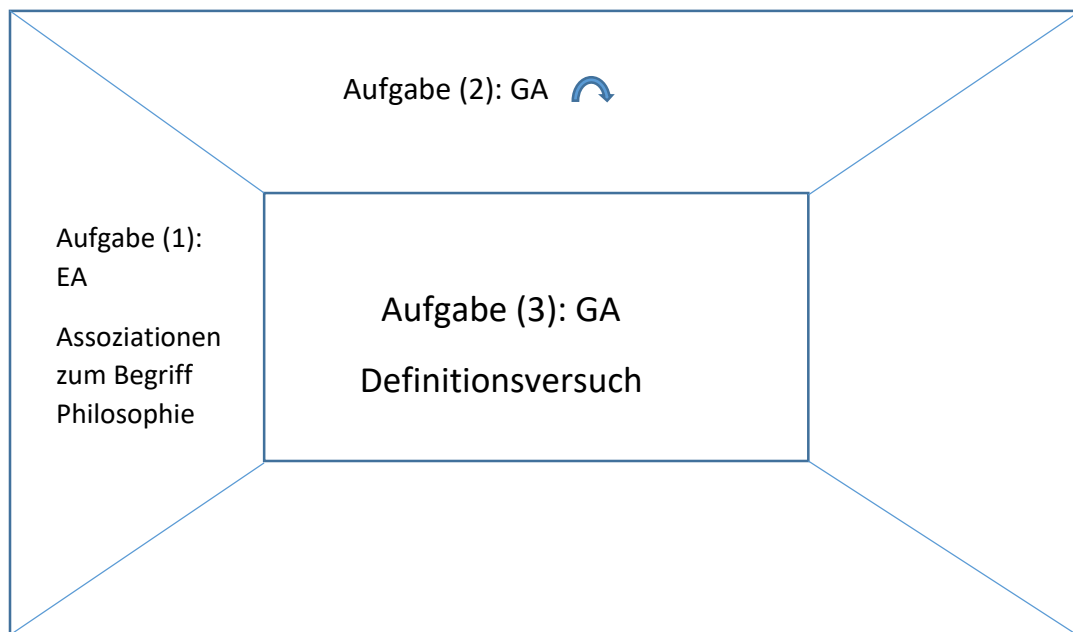 Aufgabe (2): GA
Aufgabe (1):
EA
Assoziationen
zum Begriff
Philosophie
Aufgabe (3): GA
Definitionsversuch